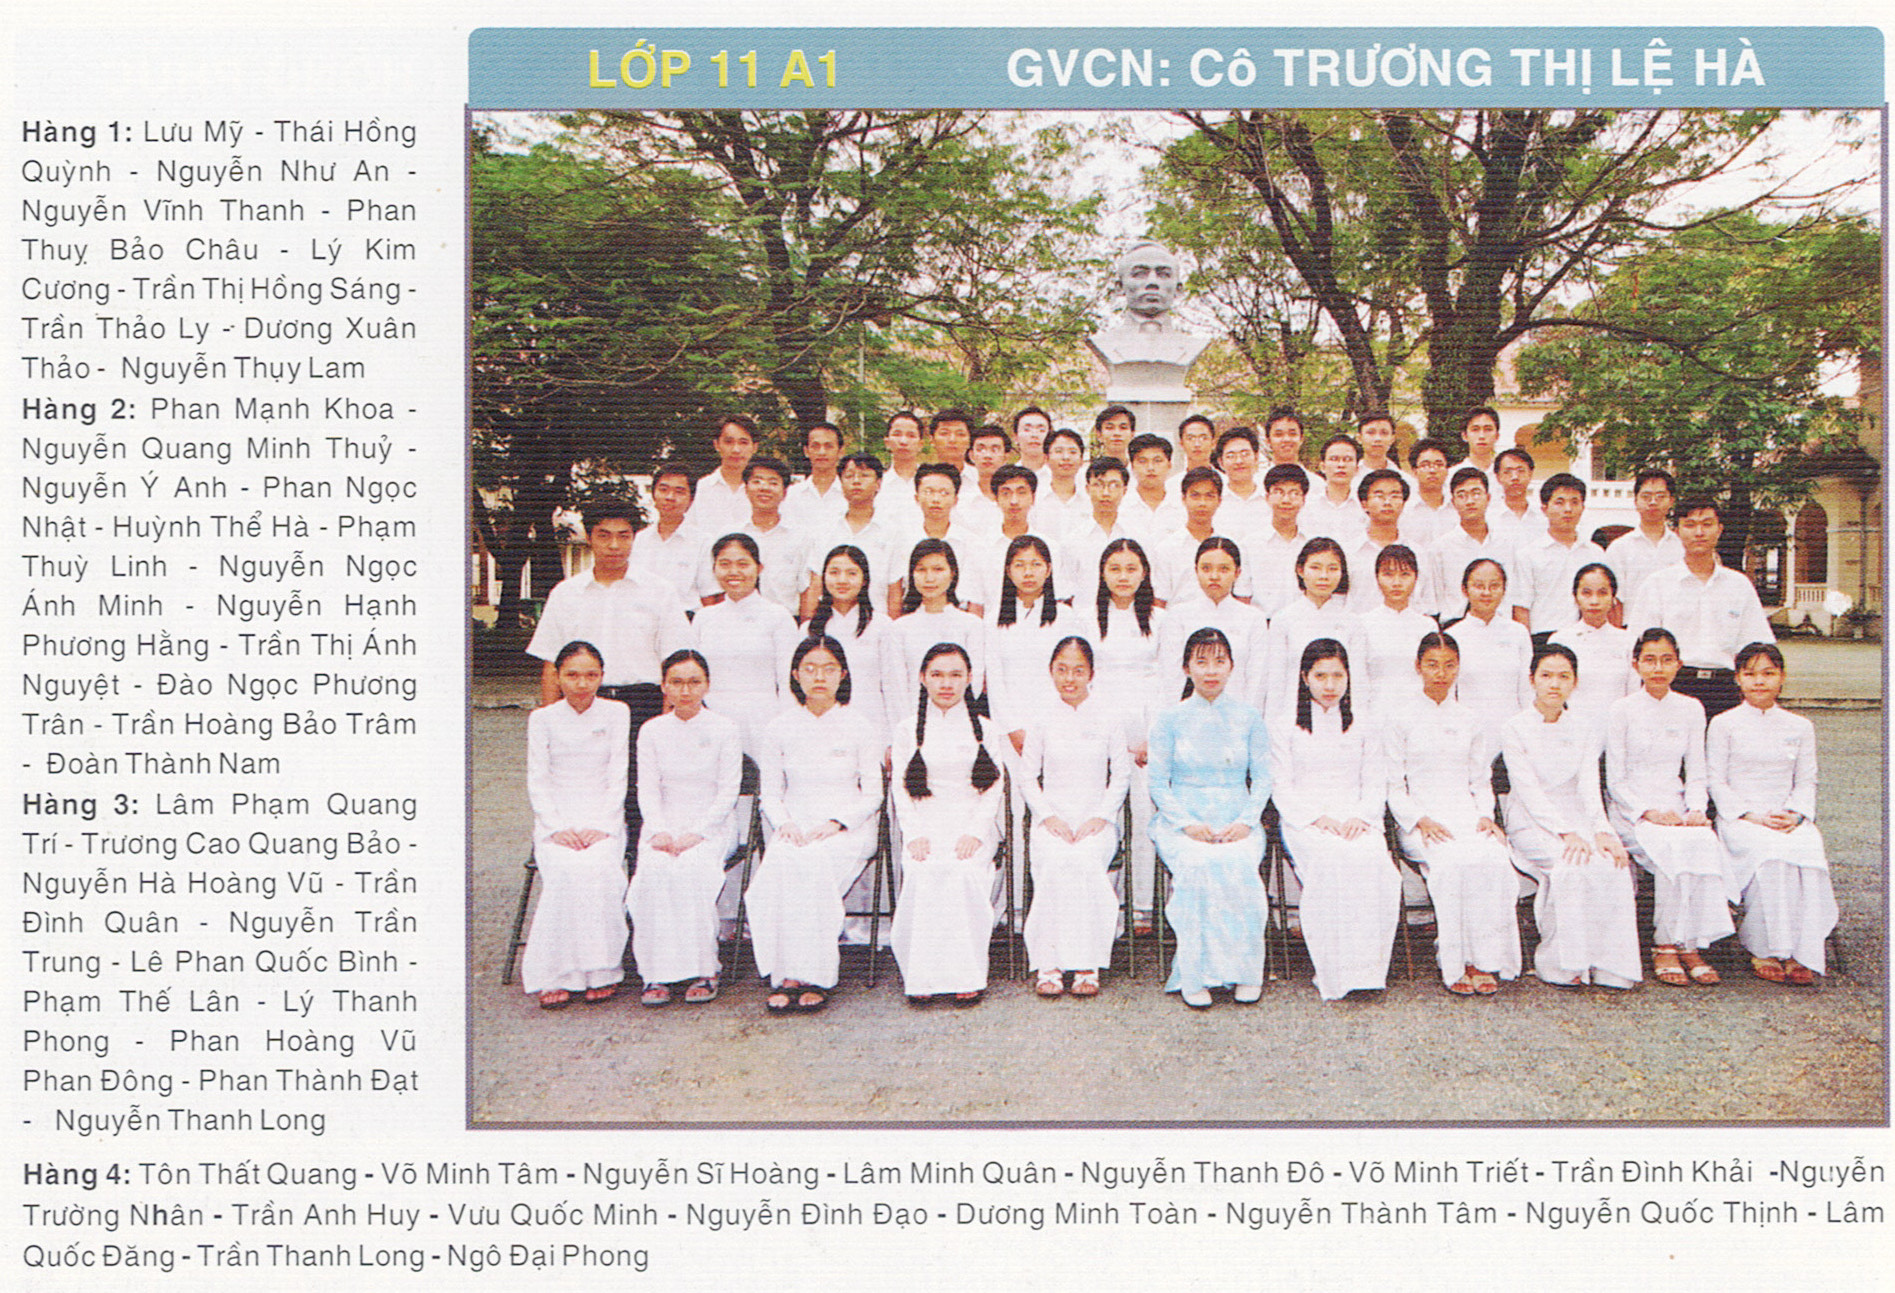 LỚP 11 A1
GVCN: Cô TRƯƠNG THỊ LỆ HÀ
Hàng 1: Lưu Mỹ - Thái Hồng
Quỳnh - Nguyễn Như An -
Nguyễn Vĩnh Thanh - Phan
Thuỵ Bảo Châu - Lý Kim
Cương - Trần Thị Hồng Sáng -
Trần Thảo Ly - Dương Xuân
Thảo - Nguyễn Thụy Lam
Hàng 2: Phan Mạnh Khoa -
Nguyễn Quang Minh Thuỷ -
Nguyễn Ý Anh - Phan Ngọc
Nhật - Huỳnh Thể Hà - Phạm
Thuỳ Linh - Nguyễn Ngọc
Ánh Minh - Nguyễn Hạnh
Phương Hằng - Trần Thị Ánh
Nguyệt - Đào Ngọc Phương
Trân - Trần Hoàng Bảo Trâm
- Đoàn Thành Nam
Hàng 3: Lâm Phạm Quang
Trí - Trương Cao Quang Bảo -
Nguyễn Hà Hoàng Vũ - Trần
Đình Quân - Nguyễn Trần
Trung - Lê Phan Quốc Bình -
Phạm Thế Lân - Lý Thanh
Phong - Phan Hoàng Vũ
Phan Đông - Phan Thành Đạt
- Nguyễn Thanh Long
Hàng 4: Tôn Thất Quang - Võ Minh Tâm - Nguyễn Sĩ Hoàng - Lâm Minh Quân - Nguyễn Thanh Đô - Võ Minh Triết - Trần Đình Khải -Nguyễn
Trường Nhân - Trần Anh Huy - Vưu Quốc Minh - Nguyễn Đình Đạo - Dương Minh Toàn - Nguyễn Thành Tâm - Nguyễn Quốc Thịnh - Lâm
Quốc Đăng - Trần Thanh Long - Ngô Đại Phong